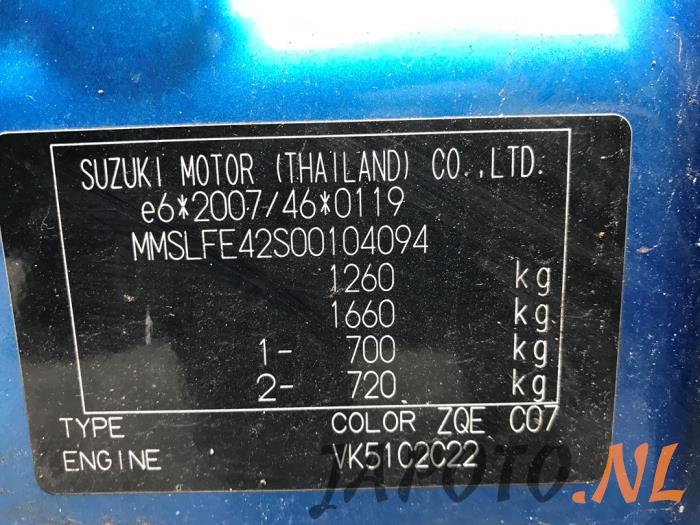 SUZUKI MOTOR (THAILAND) CO.,LTD.
e6*2007/46*0119
MMSLFE42S00104094
1260 kg
1660 kg
1- 700 kg
2- 720 kg
TYPE COLOR ZQE C07
ENGINE VK51C2C22
JAPOTO.NL